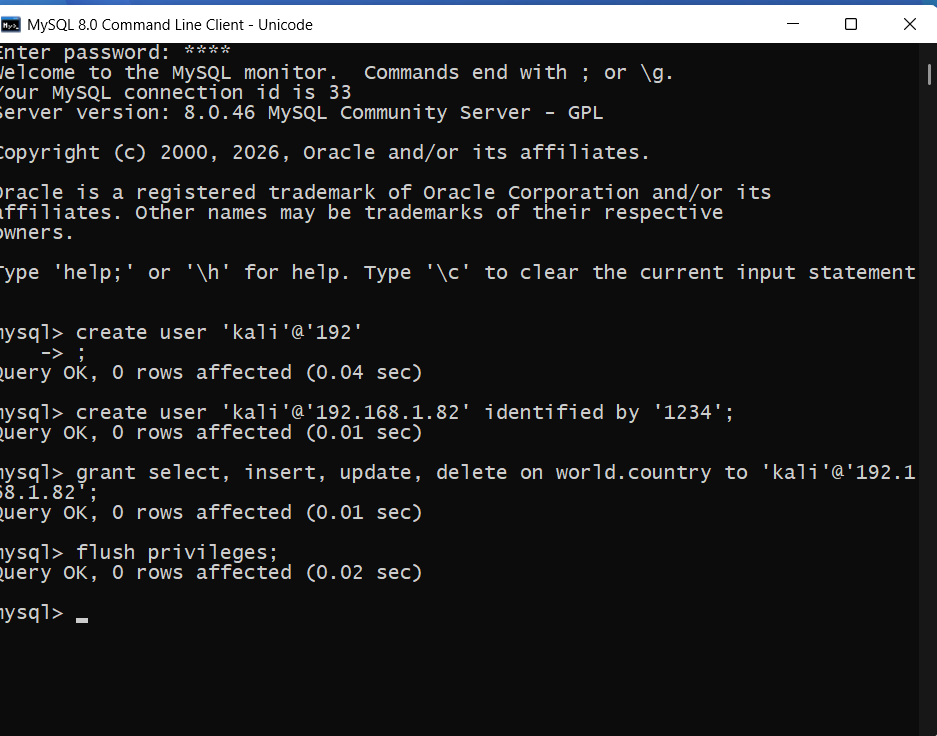 MySQL 8.0 Command Line Client - Unicode
Enter password: ****
Welcome to the MySQL monitor.  Commands end with ; or \g.
Your MySQL connection id is 33
Server version: 8.0.46 MySQL Community Server - GPL
Copyright (c) 2000, 2026, Oracle and/or its affiliates.
Oracle is a registered trademark of Oracle Corporation and/or its
affiliates. Other names may be trademarks of their respective
owners.
Type 'help;' or '\h' for help. Type '\c' to clear the current input statement
mysql> create user 'kali'@'192'
    -> ;
Query OK, 0 rows affected (0.04 sec)
mysql> create user 'kali'@'192.168.1.82' identified by '1234';
Query OK, 0 rows affected (0.01 sec)
mysql> grant select, insert, update, delete on world.country to 'kali'@'192.1
68.1.82';
Query OK, 0 rows affected (0.01 sec)
mysql> flush privileges;
Query OK, 0 rows affected (0.02 sec)
mysql> _